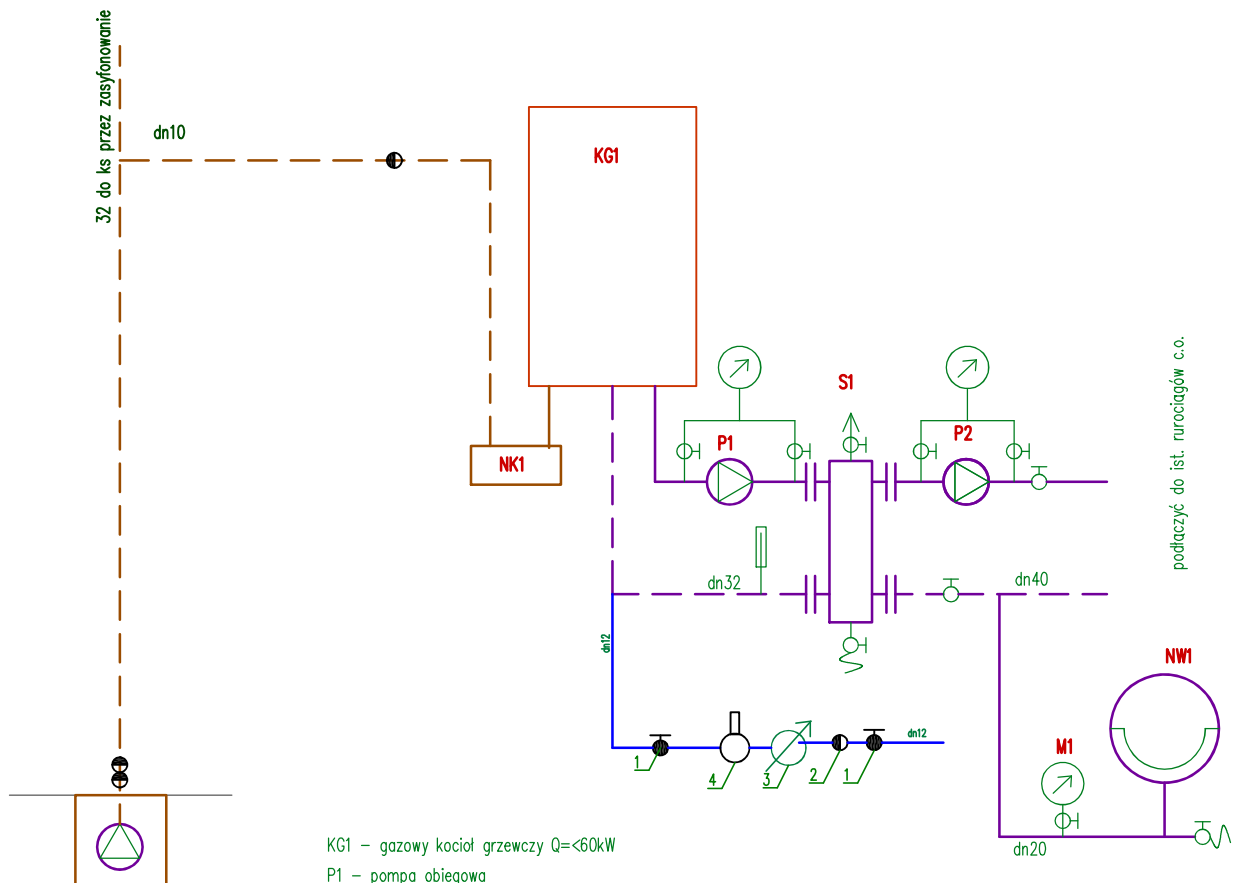 32 do ks przez zasyfonowanie
dn10
KG1
NK1
P1
S1
P2
podłączyć do ist. rurociągów c.o.
dn32
dn40
dn12
NW1
dn12
M1
1
4
3
2
1
dn20
KG1 – gazowy kocioł grzewczy Q=<60kW
P1 – pompa obiegowa